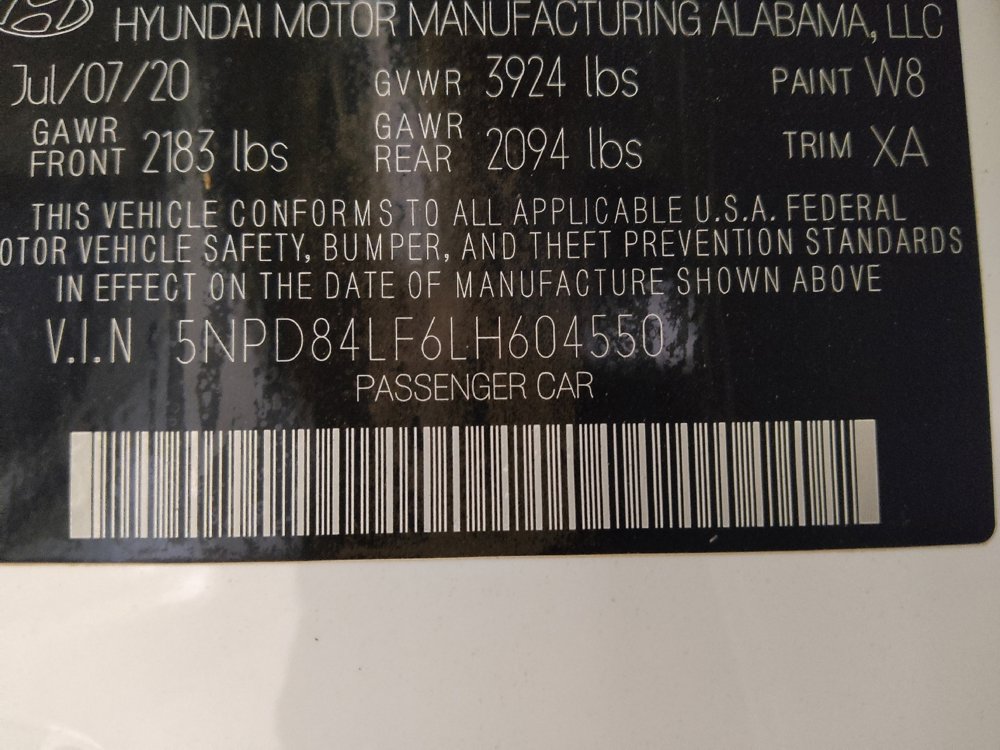 HYUNDAI MOTOR MANUFACTURING ALABAMA, LLC
Jul/07/20 GVWR 3924 lbs PAINT W8
GAWR FRONT 2183 lbs GAWR REAR 2094 lbs TRIM XA
THIS VEHICLE CONFORMS TO ALL APPLICABLE U.S.A. FEDERAL
OTOR VEHICLE SAFETY, BUMPER, AND THEFT PREVENTION STANDARDS
IN EFFECT ON THE DATE OF MANUFACTURE SHOWN ABOVE
V.I.N 5NPD84LF6LH604550
PASSENGER CAR